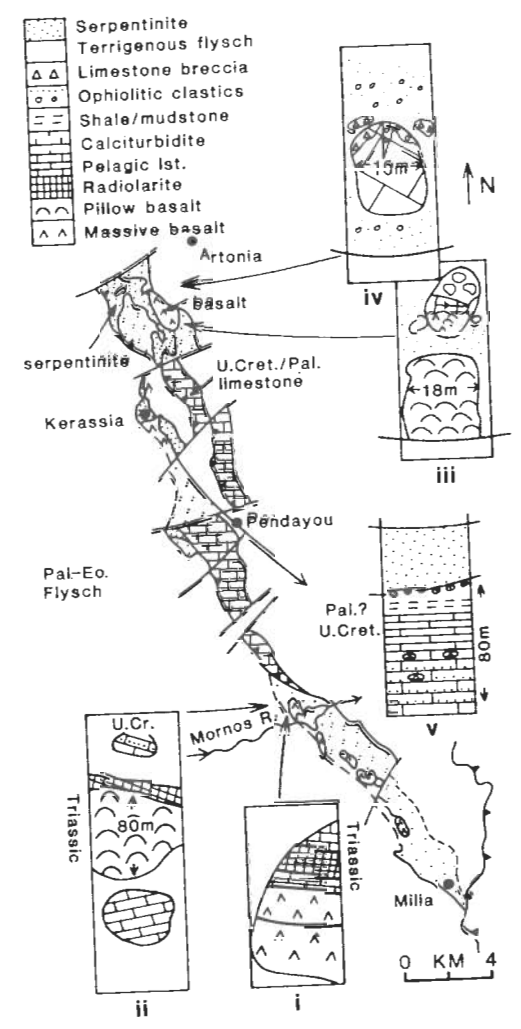 Serpentinite
Terrigenous flysch
Limestone breccia
Ophiolitic clastics
Shale/mudstone
Calciturbidite
Pelagic lst.
Radiolarite
Pillow basalt
Massive basalt
Artonia
basalt
serpentinite
U.Cret./Pal.
limestone
Kerassia
Pendayou
Pal-Eo.
Flysch
Mornos R.
Milia
0 KM 4
N
15m
iv
18m
iii
Pal.?
U.Cret.
80m
v
U.Cr.
Triassic
80m
ii
Triassic
i